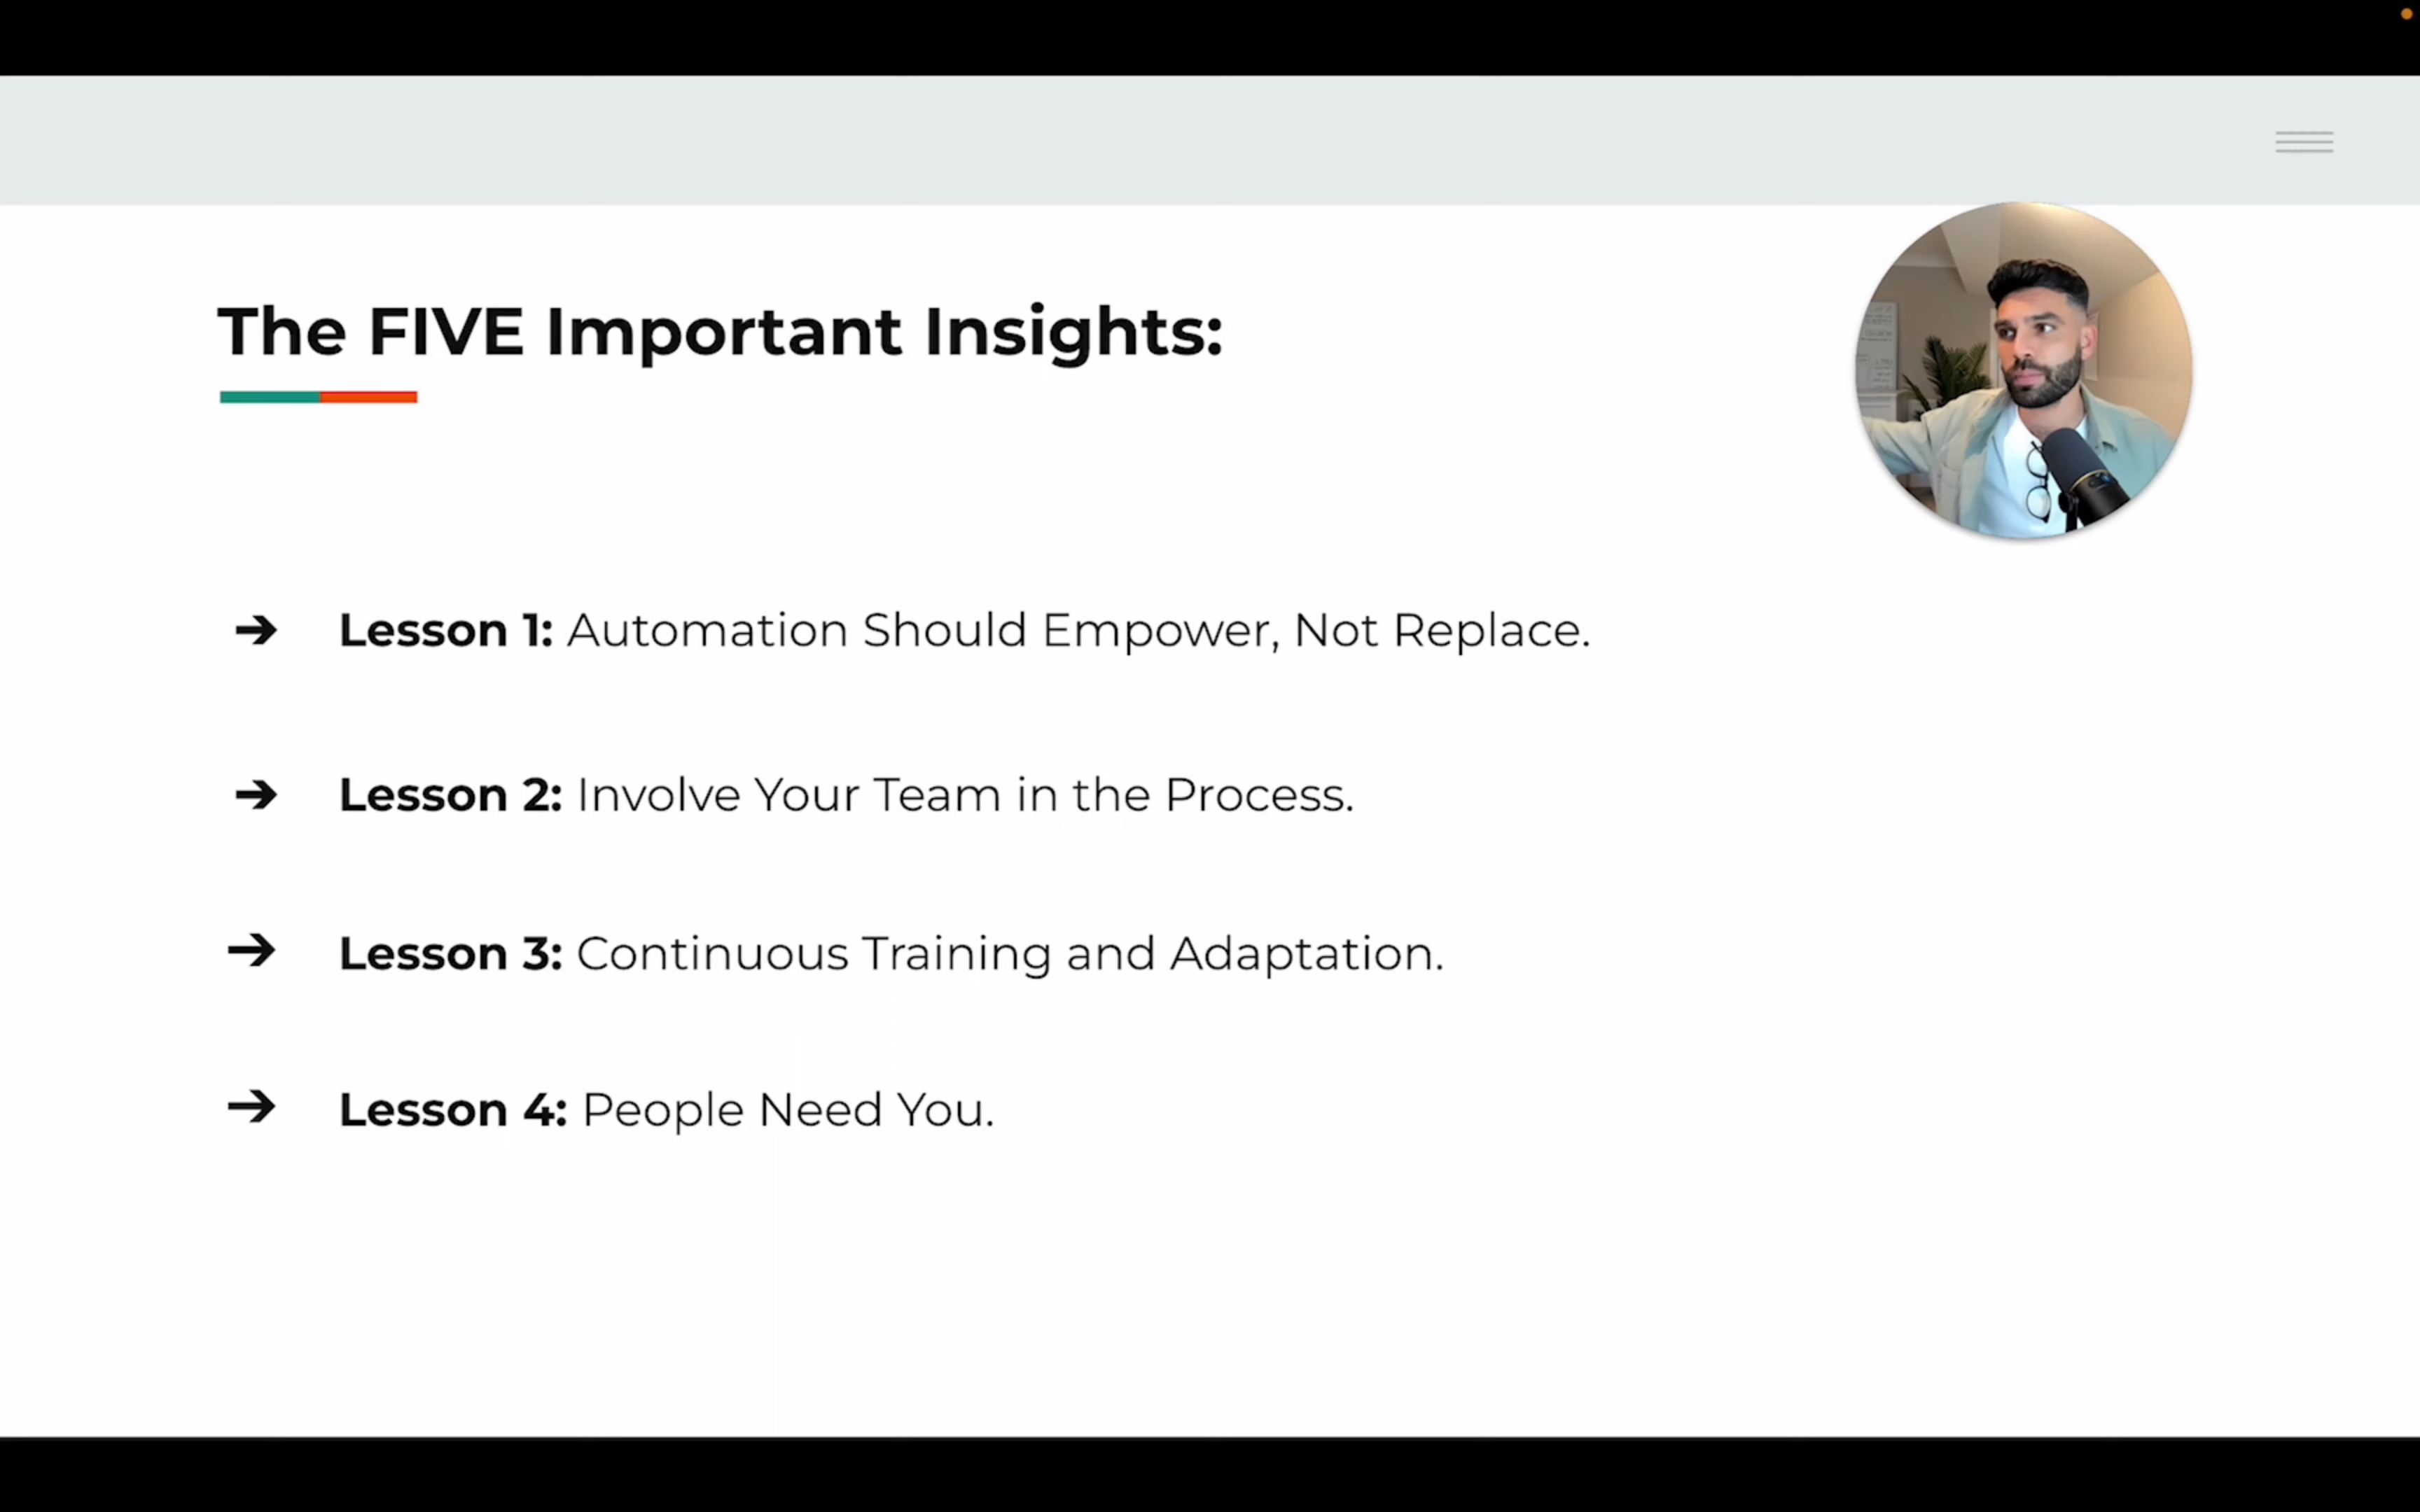 The FIVE Important Insights:
➔ Lesson 1: Automation Should Empower, Not Replace.
➔ Lesson 2: Involve Your Team in the Process.
→ Lesson 3: Continuous Training and Adaptation.
→ Lesson 4: People Need You.